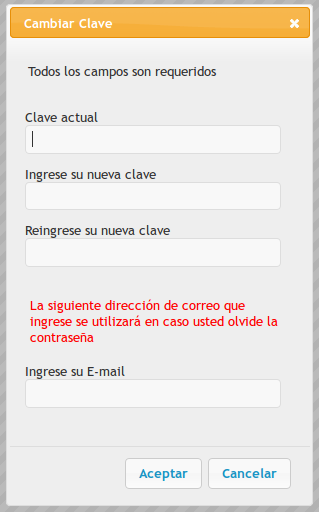 Cambiar Clave
Todos los campos son requeridos
Clave actual
Ingrese su nueva clave
Reingrese su nueva clave
La siguiente dirección de correo que
ingrese se utilizará en caso usted olvide la
contraseña
Ingrese su E-mail
Aceptar Cancelar